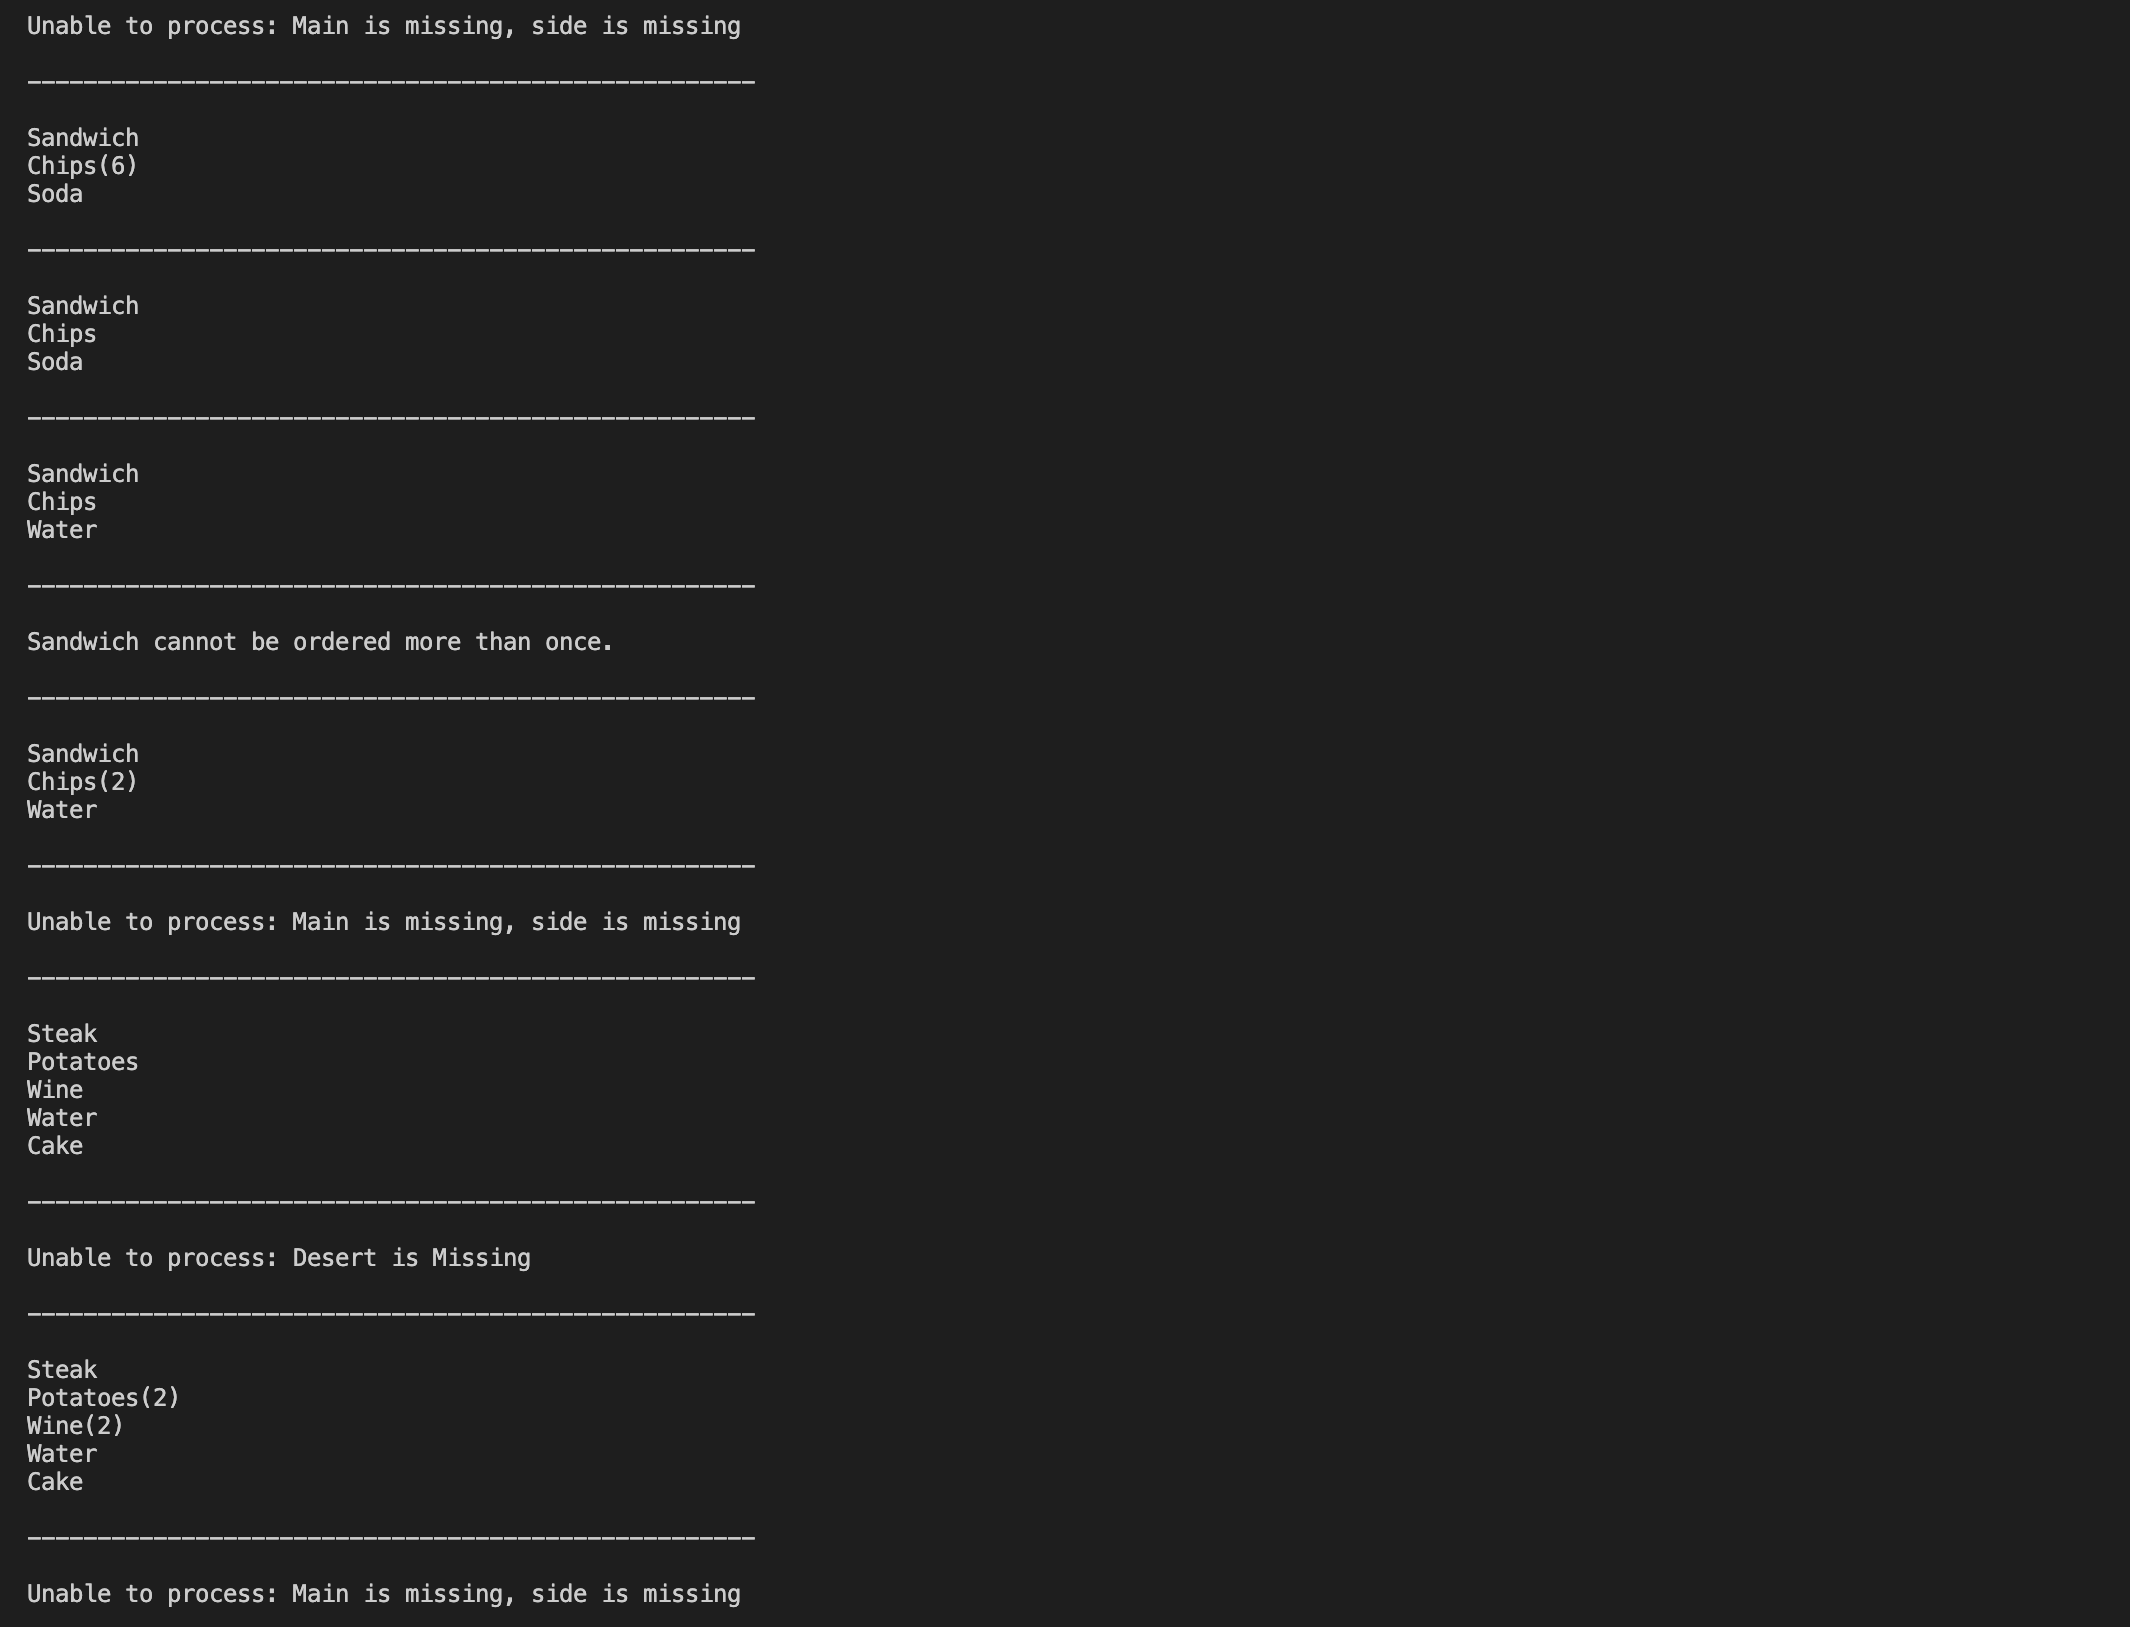 Unable to process: Main is missing, side is missing
----------------------------------------------------
Sandwich
Chips(6)
Soda
----------------------------------------------------
Sandwich
Chips
Soda
----------------------------------------------------
Sandwich
Chips
Water
----------------------------------------------------
Sandwich cannot be ordered more than once.
----------------------------------------------------
Sandwich
Chips(2)
Water
----------------------------------------------------
Unable to process: Main is missing, side is missing
----------------------------------------------------
Steak
Potatoes
Wine
Water
Cake
----------------------------------------------------
Unable to process: Desert is Missing
----------------------------------------------------
Steak
Potatoes(2)
Wine(2)
Water
Cake
----------------------------------------------------
Unable to process: Main is missing, side is missing